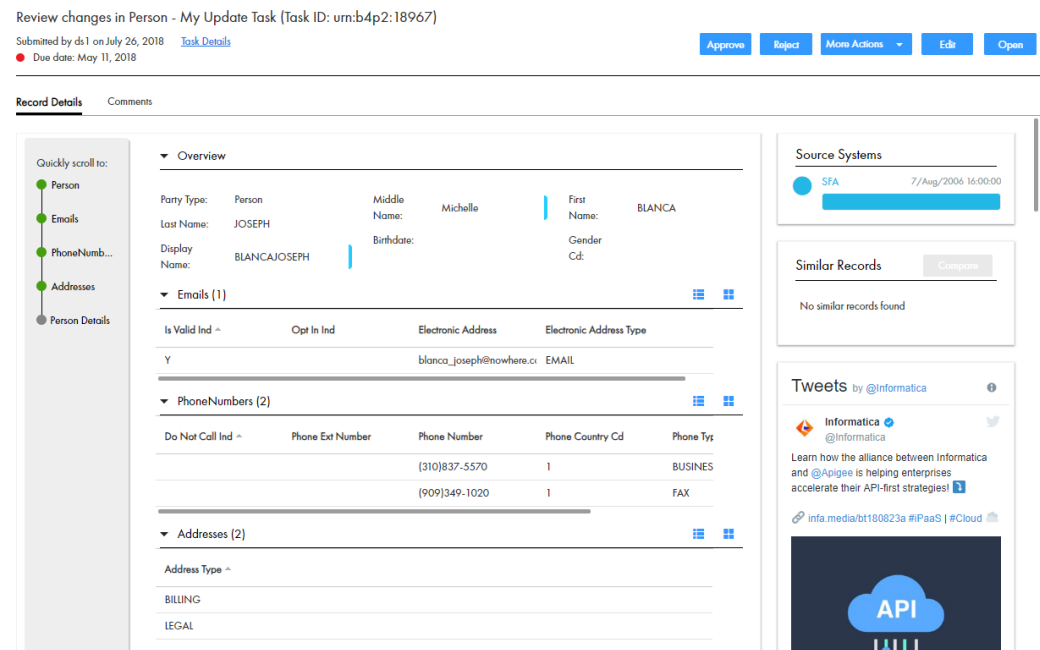 Review changes in Person - My Update Task (Task ID: urn:b4p2:18967)
Submitted by ds1 on July 26, 2018 Task Details
Due date: May 11, 2018
Approve Reject More Actions Edit Open
Record Details Comments
Quickly scroll to:
Person
Emails
PhoneNumb...
Addresses
Person Details
Overview
Party Type: Person
Last Name: JOSEPH
Display Name: BLANCAJOSEPH
Middle Name: Michelle
Birthdate:
First Name: BLANCA
Gender Cd:
Emails (1)
Is Valid Ind Opt In Ind Electronic Address Electronic Address Type
Y blanca_joseph@nowhere.cc EMAIL
PhoneNumbers (2)
Do Not Call Ind Phone Ext Number Phone Number Phone Country Cd Phone Typ
(310)837-5570 1 BUSINES
(909)349-1020 1 FAX
Addresses (2)
Address Type
BILLING
LEGAL
Source Systems
SFA 7/Aug/2006 16:00:00
Similar Records Compare
No similar records found
Tweets by @Informatica
Informatica
@Informatica
Learn how the alliance between Informatica
and @Apigee is helping enterprises
accelerate their API-first strategies!
infa.media/bt180823a #iPaaS | #Cloud
API